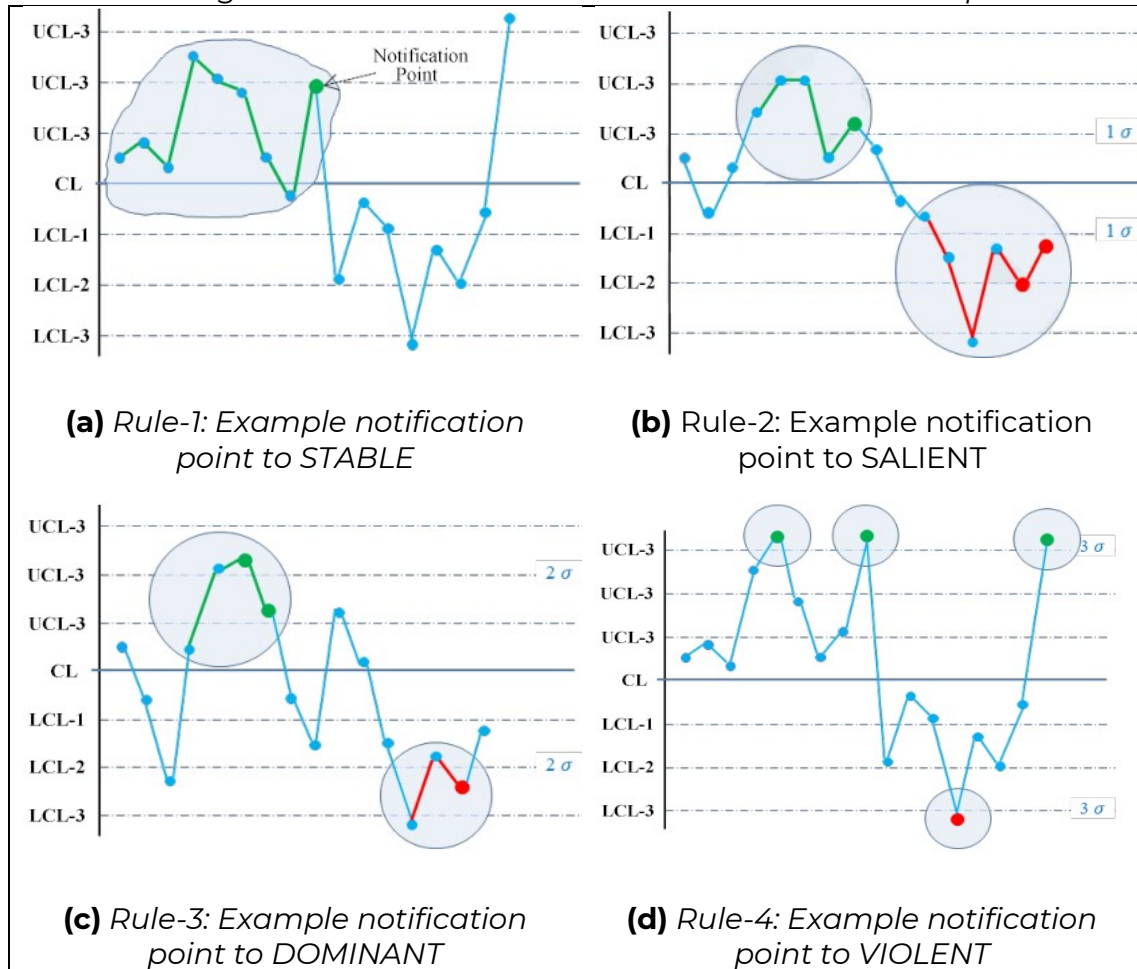 UCL-3
Notification
Point
UCL-3
UCL-3
CL
LCL-1
LCL-2
LCL-3
(a) Rule-1: Example notification
point to STABLE
UCL-3
UCL-3
UCL-3
1 σ
CL
LCL-1
1 σ
LCL-2
LCL-3
(b) Rule-2: Example notification
point to SALIENT
UCL-3
UCL-3
2 σ
UCL-3
CL
LCL-1
LCL-2
2 σ
LCL-3
(c) Rule-3: Example notification
point to DOMINANT
UCL-3
3 σ
UCL-3
UCL-3
CL
LCL-1
LCL-2
LCL-3
3 σ
(d) Rule-4: Example notification
point to VIOLENT